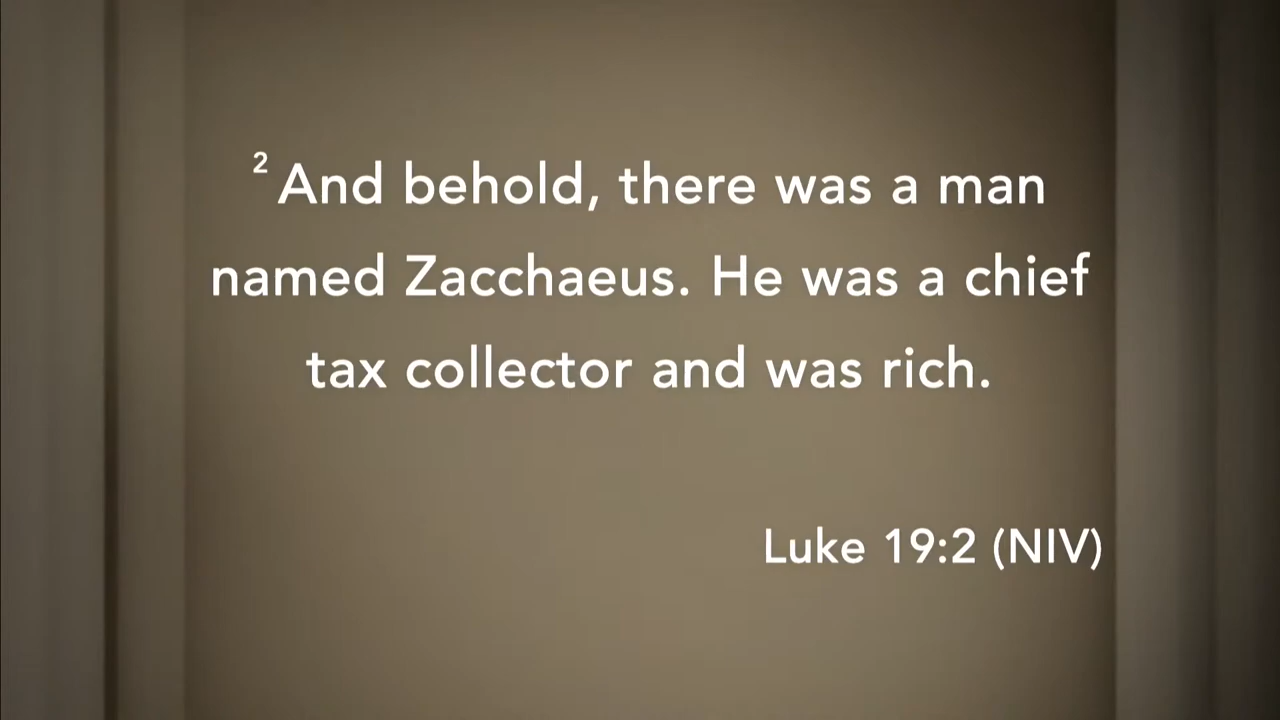 2 And behold, there was a man
named Zacchaeus. He was a chief
tax collector and was rich.
Luke 19:2 (NIV)